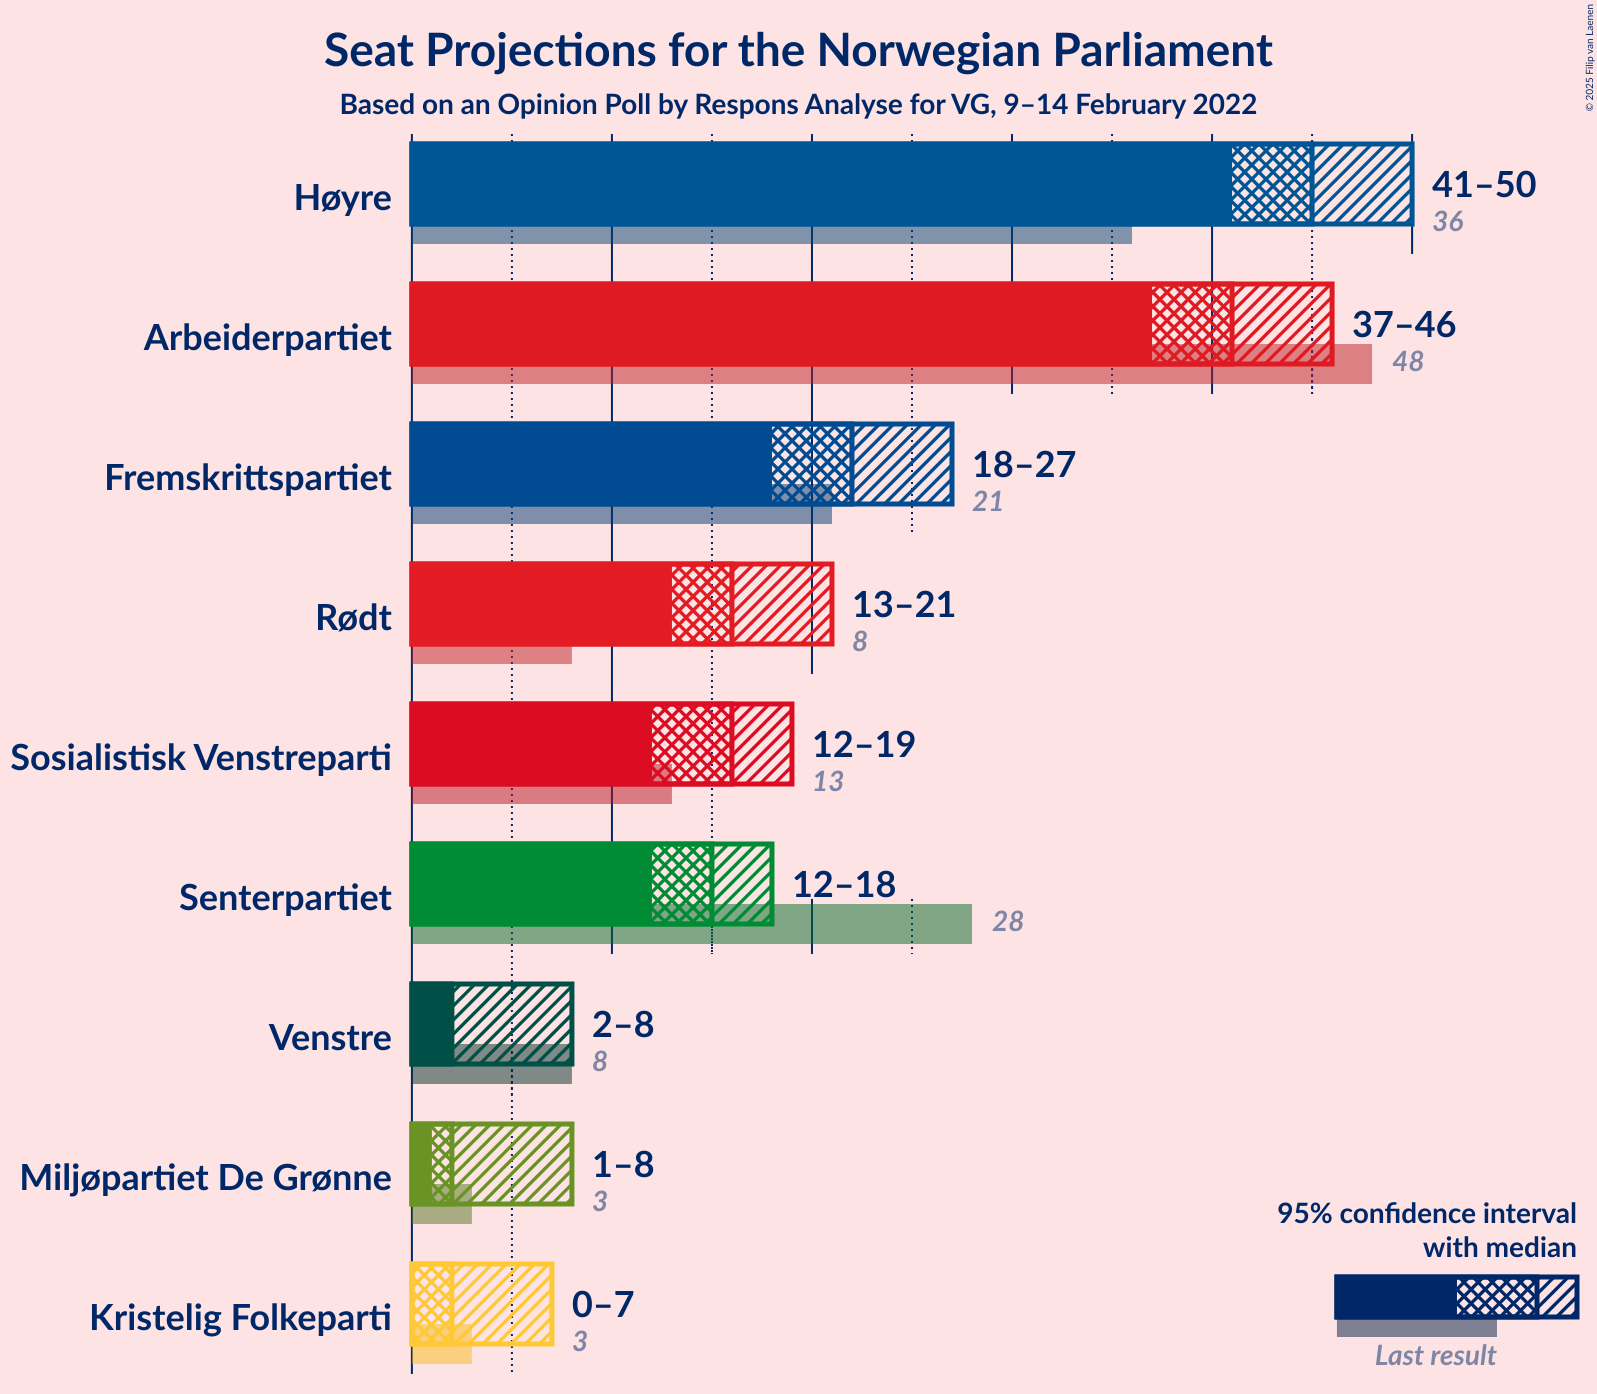 Seat Projections for the Norwegian Parliament
Based on an Opinion Poll by Respons Analyse for VG, 9–14 February 2022
© 2025 Filip van Laenen
Høyre
41–50
36
Arbeiderpartiet
37–46
48
Fremskrittspartiet
18–27
21
Rødt
13–21
8
Sosialistisk Venstreparti
12–19
13
Senterpartiet
12–18
28
Venstre
2–8
8
Miljøpartiet De Grønne
1–8
3
Kristelig Folkeparti
0–7
3
95% confidence interval
with median
Last result